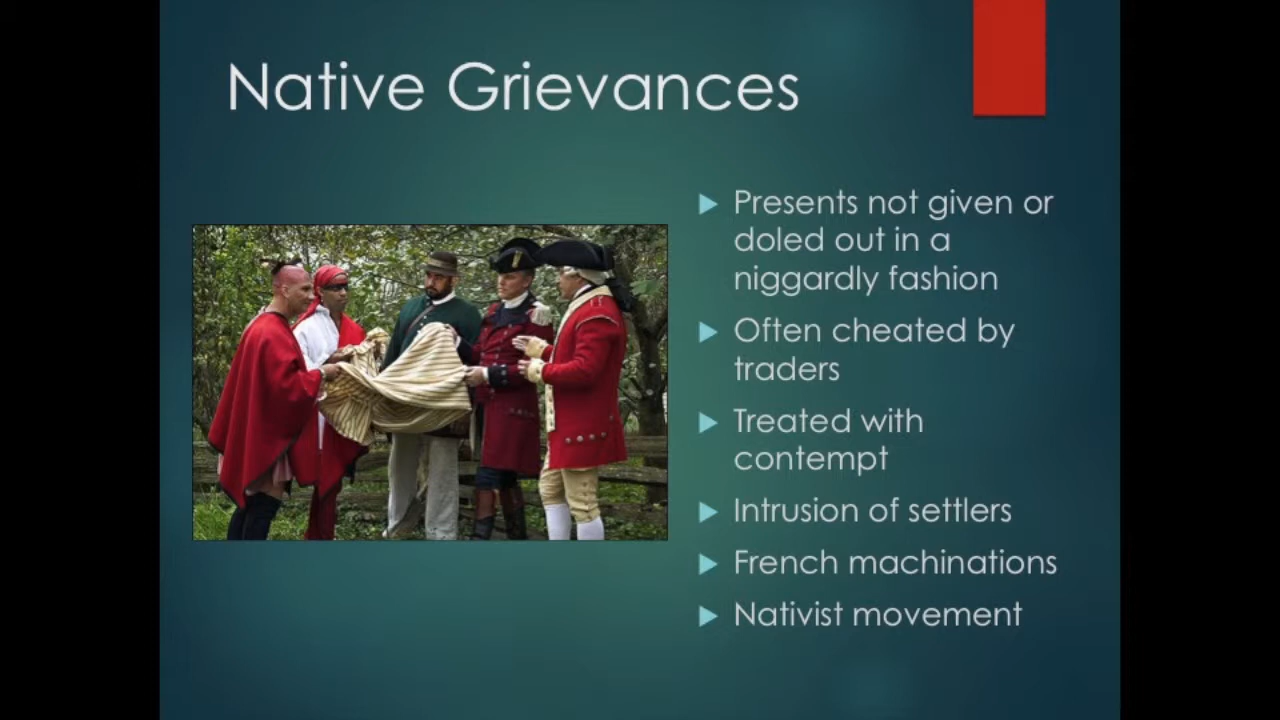 Native Grievances
Presents not given or
doled out in a
niggardly fashion
Often cheated by
traders
Treated with
contempt
Intrusion of settlers
French machinations
Nativist movement